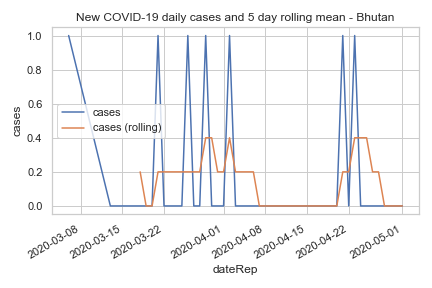 New COVID-19 daily cases and 5 day rolling mean - Bhutan
1.0
0.8
0.6
0.4
0.2
0.0
cases
cases
cases (rolling)
2020-03-08
2020-03-15
2020-03-22
2020-04-01
2020-04-08
2020-04-15
2020-04-22
2020-05-01
dateRep